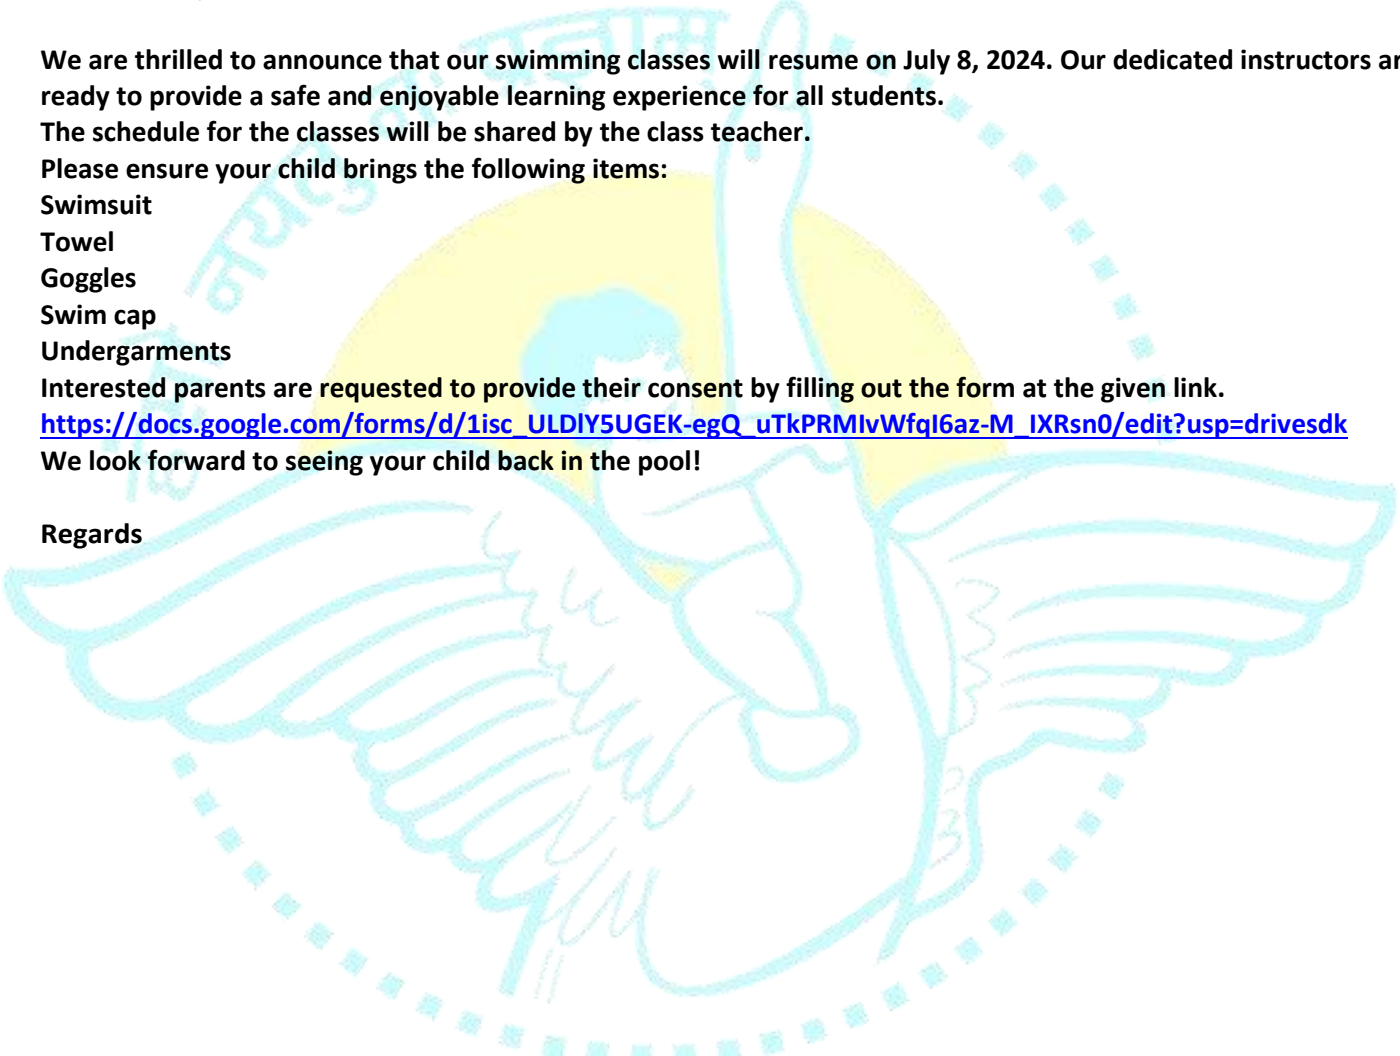 We are thrilled to announce that our swimming classes will resume on July 8, 2024. Our dedicated instructors ar
ready to provide a safe and enjoyable learning experience for all students.
The schedule for the classes will be shared by the class teacher.
Please ensure your child brings the following items:
Swimsuit
Towel
Goggles
Swim cap
Undergarments
Interested parents are requested to provide their consent by filling out the form at the given link.
https://docs.google.com/forms/d/1isc_ULDlY5UGEK-egQ_uTkPRMIvWfqI6az-M_IXRsn0/edit?usp=drivesdk
We look forward to seeing your child back in the pool!
Regards